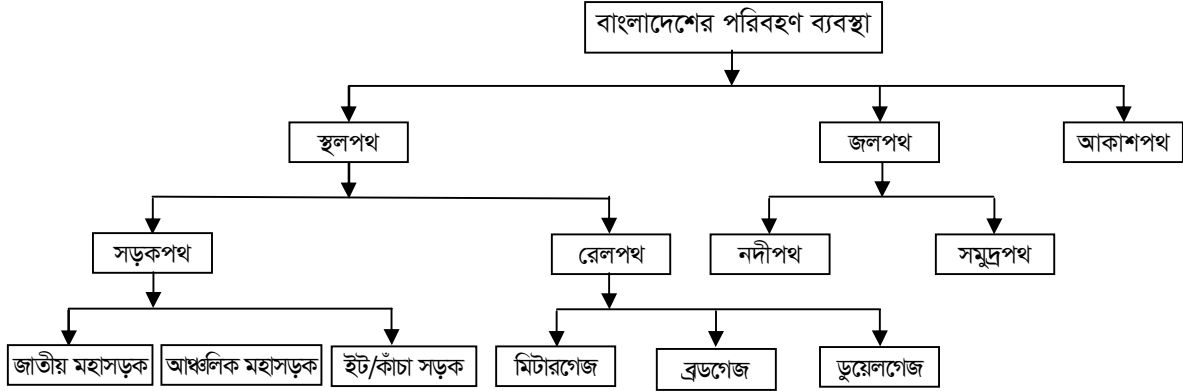 বাংলাদেশের পরিবহণ ব্যবস্থা
স্থলপথ
জলপথ
আকাশপথ
সড়কপথ
রেলপথ
নদীপথ
সমুদ্রপথ
জাতীয় মহাসড়ক
আঞ্চলিক মহাসড়ক
ইট/কাঁচা সড়ক
মিটারগেজ
ব্রডগেজ
ডুয়েলগেজ